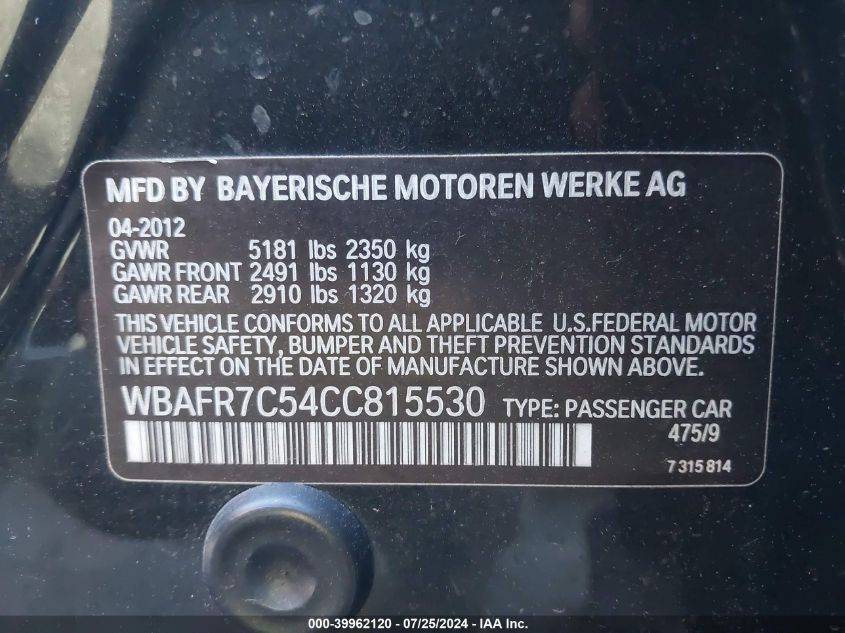 MFD BY BAYERISCHE MOTOREN WERKE AG
04-2012
GVWR 5181 lbs 2350 kg
GAWR FRONT 2491 lbs 1130 kg
GAWR REAR 2910 lbs 1320 kg
THIS VEHICLE CONFORMS TO ALL APPLICABLE U.S.FEDERAL MOTOR
VEHICLE SAFETY, BUMPER AND THEFT PREVENTION STANDARDS
IN EFFECT ON THE DATE OF MANUFACTURE SHOWN ABOVE.
WBAFR7C54CC815530 TYPE: PASSENGER CAR
475/9
7 315 814
000-39962120 - 07/25/2024 - IAA Inc.